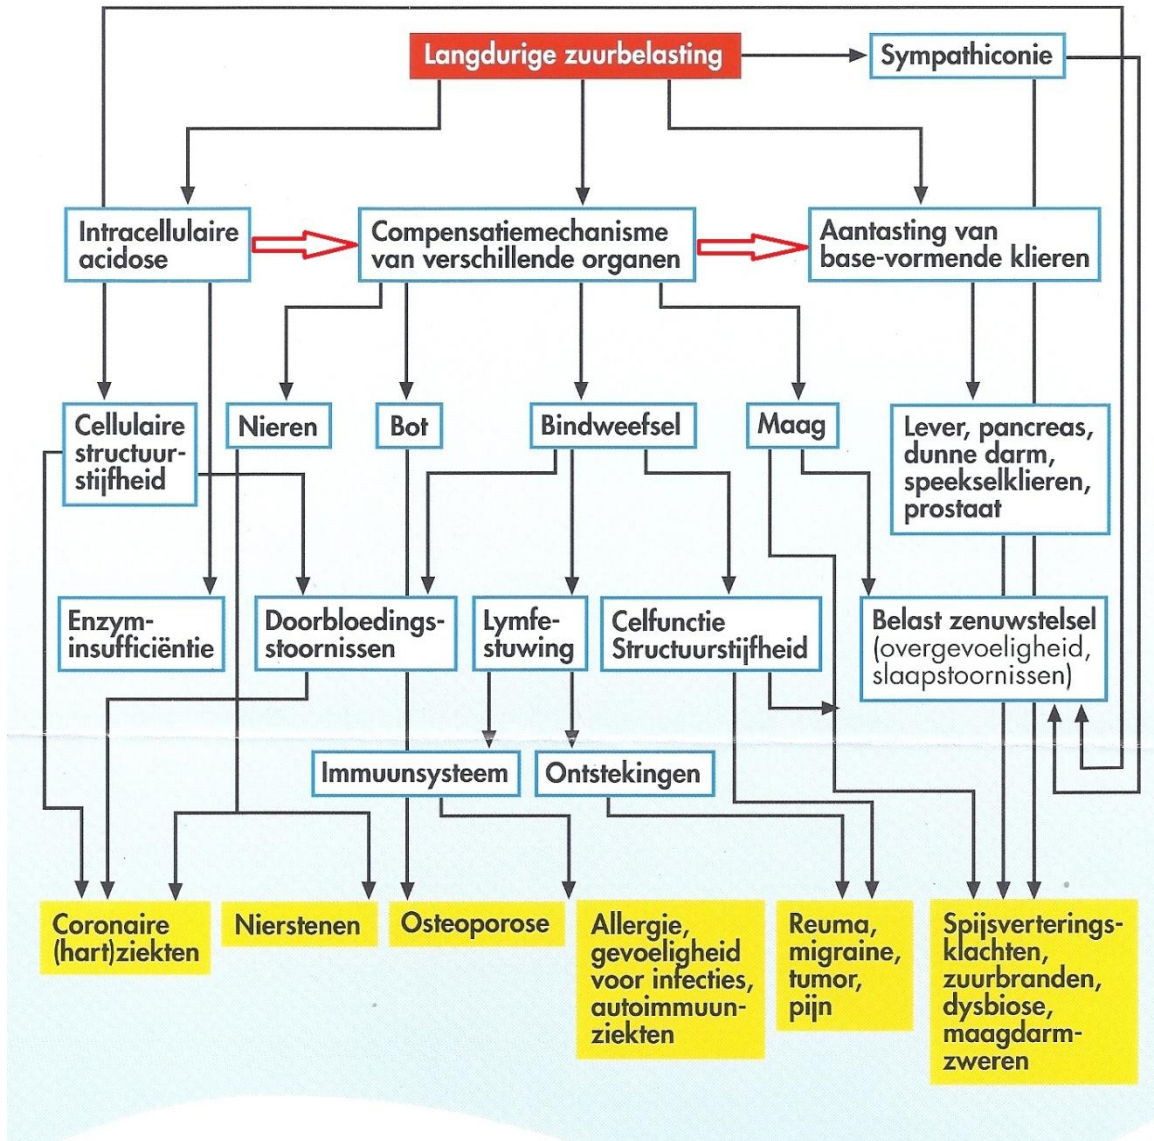 Langdurige zuurbelasting
Sympathiconie
Intracellulaire
acidose
Compensatiemechanisme
van verschillende organen
Aantasting van
base-vormende klieren
Cellulaire
structuur-
stijfheid
Nieren
Bot
Bindweefsel
Maag
Lever, pancreas,
dunne darm,
speekselklieren,
prostaat
Enzym-
insufficiëntie
Doorbloedings-
stoornissen
Lymfe-
stuwing
Celfunctie
Structuurstijfheid
Belast zenuwstelsel
(overgevoeligheid,
slaapstoornissen)
Immuunsysteem
Ontstekingen
Coronaire
(hart)ziekten
Nierstenen
Osteoporose
Allergie,
gevoeligheid
voor infecties,
autoimmuun-
ziekten
Reuma,
migraine,
tumor,
pijn
Spijsverterings-
klachten,
zuurbranden,
dysbiose,
maagdarm-
zweren